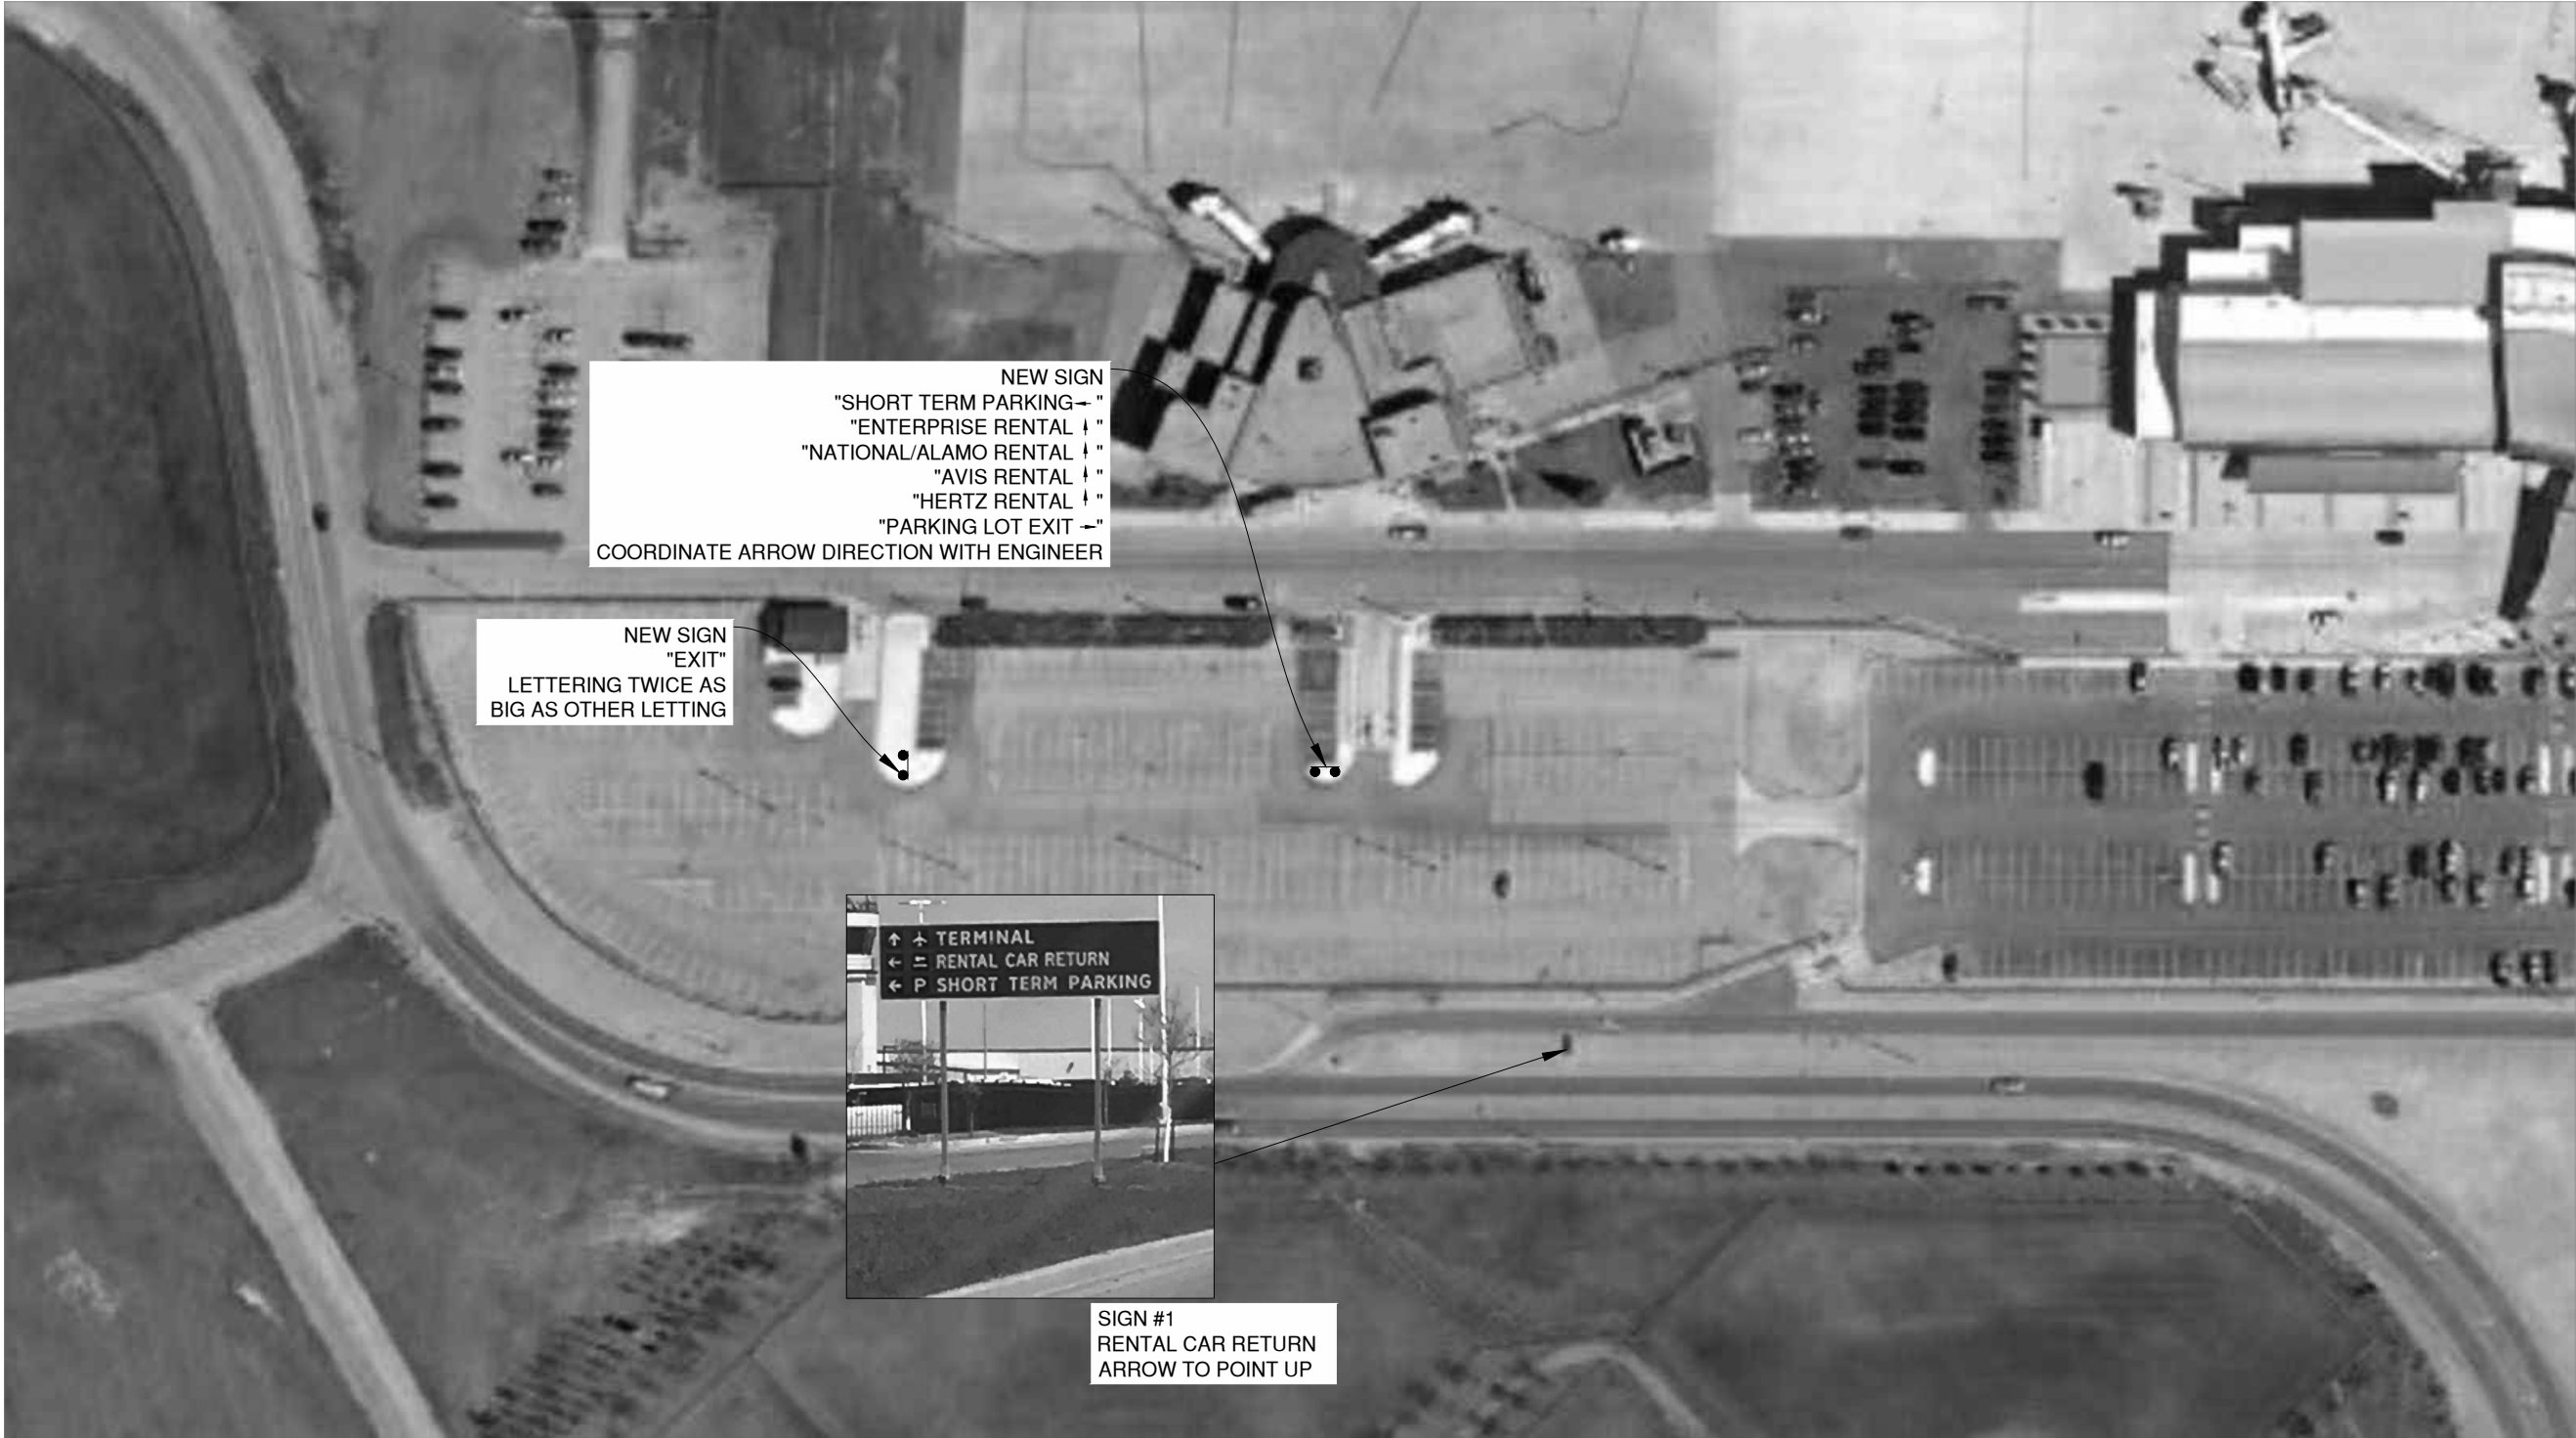 NEW SIGN
"SHORT TERM PARKING← "
"ENTERPRISE RENTAL ↑ "
"NATIONAL/ALAMO RENTAL ↑ "
"AVIS RENTAL ↑ "
"HERTZ RENTAL ↑ "
"PARKING LOT EXIT →"
COORDINATE ARROW DIRECTION WITH ENGINEER
NEW SIGN
"EXIT"
LETTERING TWICE AS
BIG AS OTHER LETTING
↑ TERMINAL
← RENTAL CAR RETURN
← P SHORT TERM PARKING
SIGN #1
RENTAL CAR RETURN
ARROW TO POINT UP